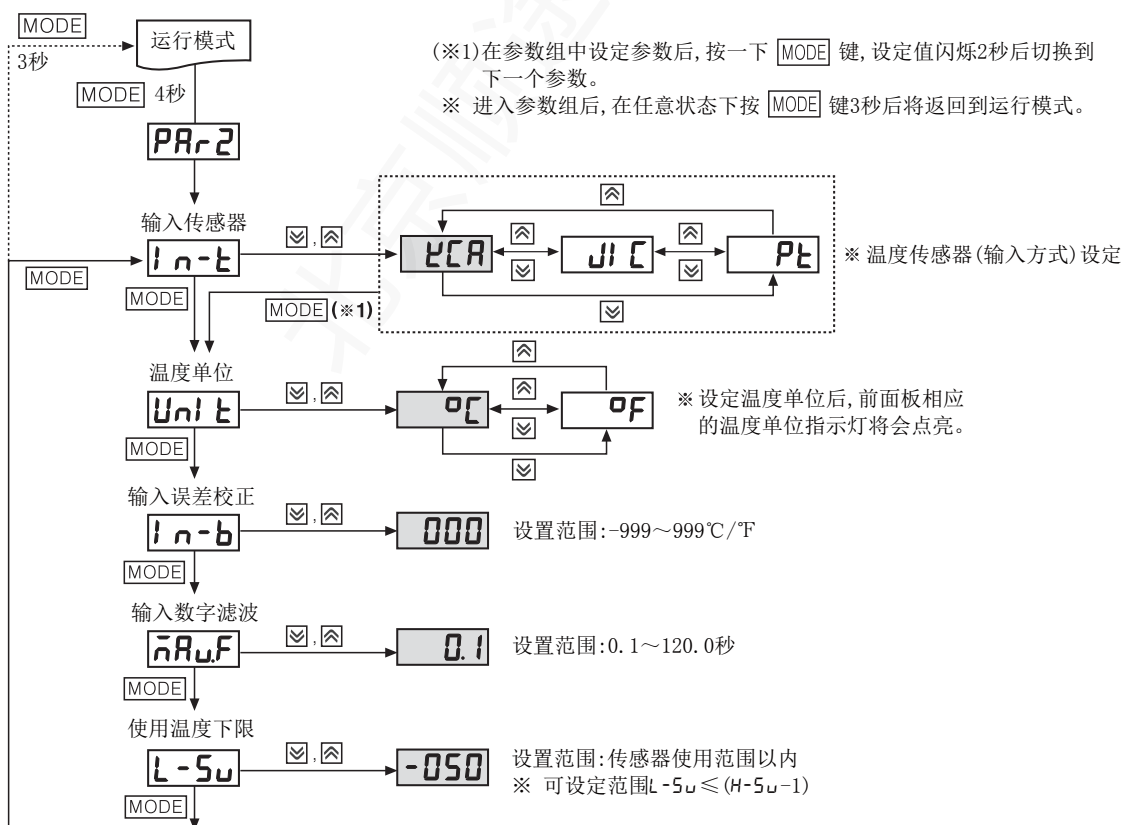 MODE
3秒
运行模式
MODE 4秒
PAr2
(※1)在参数组中设定参数后,按一下 MODE 键,设定值闪烁2秒后切换到
下一个参数。
※ 进入参数组后,在任意状态下按 MODE 键3秒后将返回到运行模式。
输入传感器
In-t
,
KCA
JIC
Pt
※ 温度传感器(输入方式)设定
MODE
MODE
MODE (※1)
温度单位
Unit
,
°C
°F
※ 设定温度单位后,前面板相应
的温度单位指示灯将会点亮。
MODE
输入误差校正
In-b
,
000
设置范围:-999～999℃/℉
MODE
输入数字滤波
mAv.F
,
0.1
设置范围:0.1～120.0秒
MODE
使用温度下限
L-Sv
,
-050
设置范围:传感器使用范围以内
※ 可设定范围L-Sv≤(H-Sv-1)
MODE